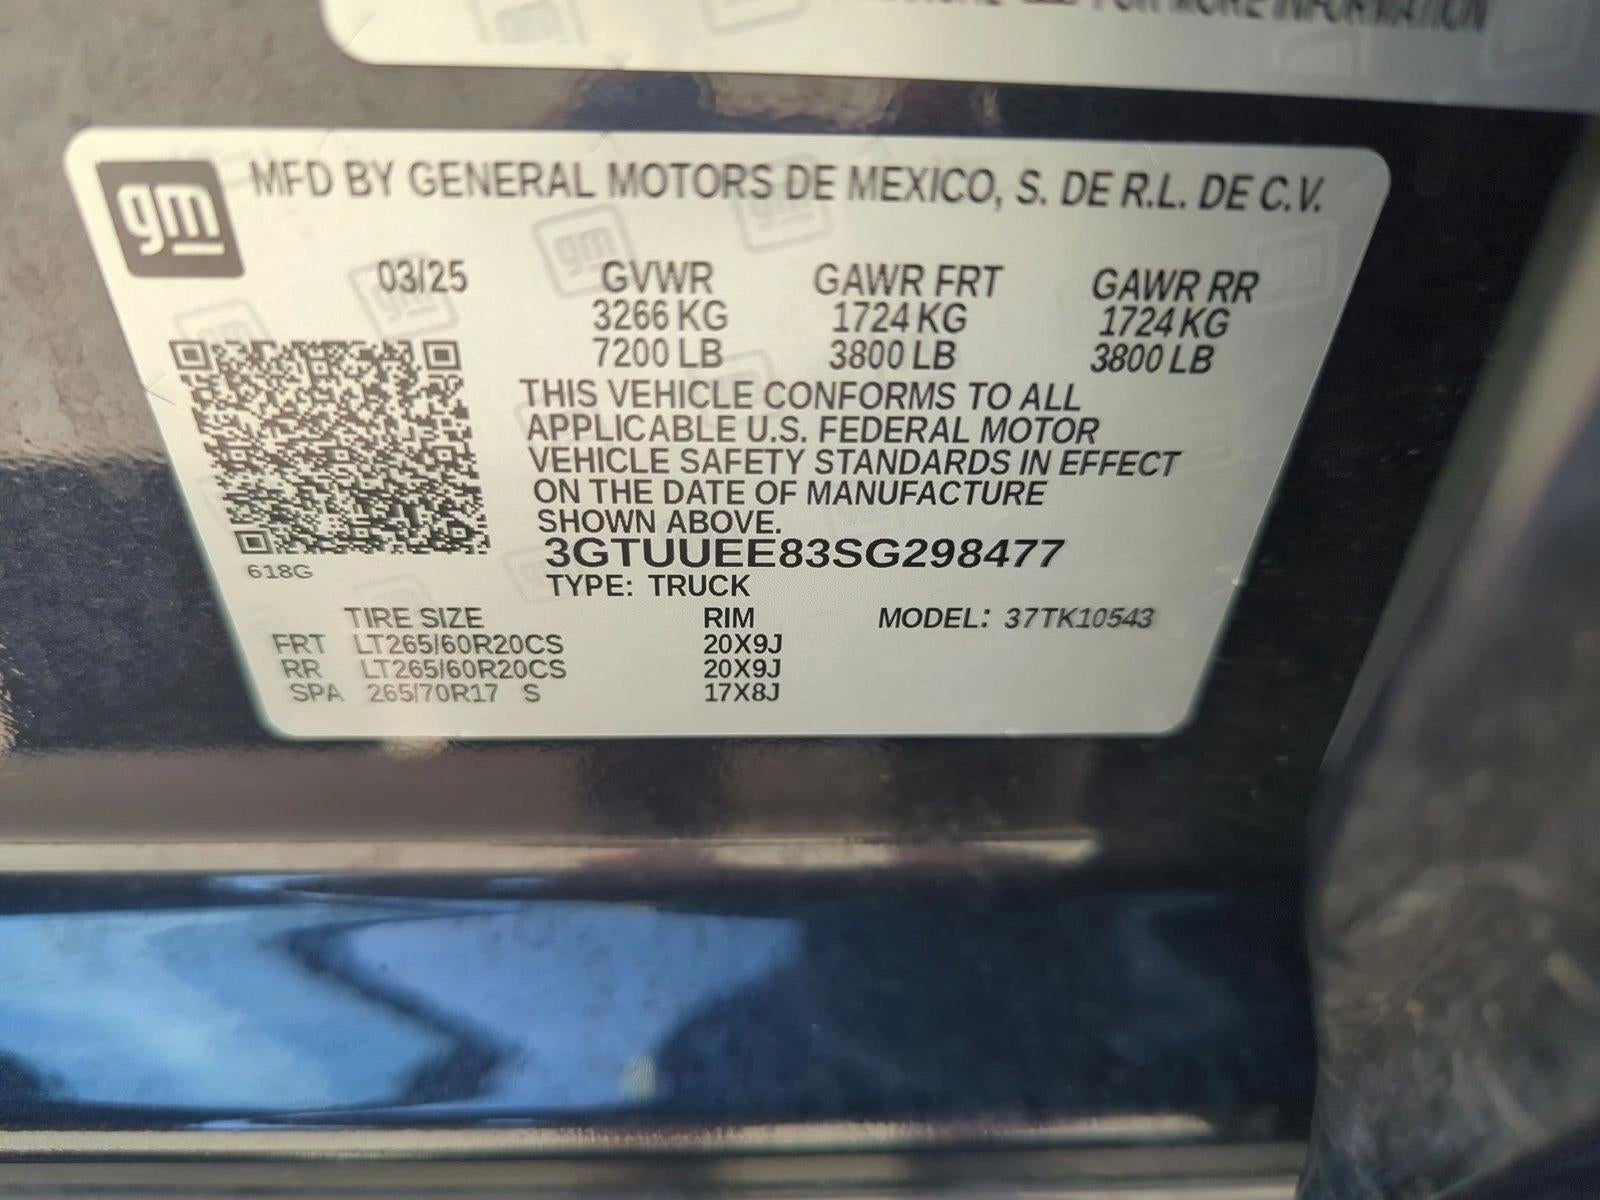 FOR MORE INFORMATION
gm
MFD BY GENERAL MOTORS DE MEXICO, S. DE R.L. DE C.V.
03/25 GVWR GAWR FRT GAWR RR
3266 KG 1724 KG 1724 KG
7200 LB 3800 LB 3800 LB
THIS VEHICLE CONFORMS TO ALL
APPLICABLE U.S. FEDERAL MOTOR
VEHICLE SAFETY STANDARDS IN EFFECT
ON THE DATE OF MANUFACTURE
SHOWN ABOVE.
3GTUUEE83SG298477
618G
TYPE: TRUCK
TIRE SIZE RIM MODEL: 37TK10543
FRT LT265/60R20CS 20X9J
RR LT265/60R20CS 20X9J
SPA 265/70R17 S 17X8J